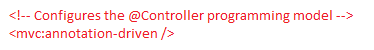 <!-- Configures the @Controller programming model -->
<mvc:annotation-driven />